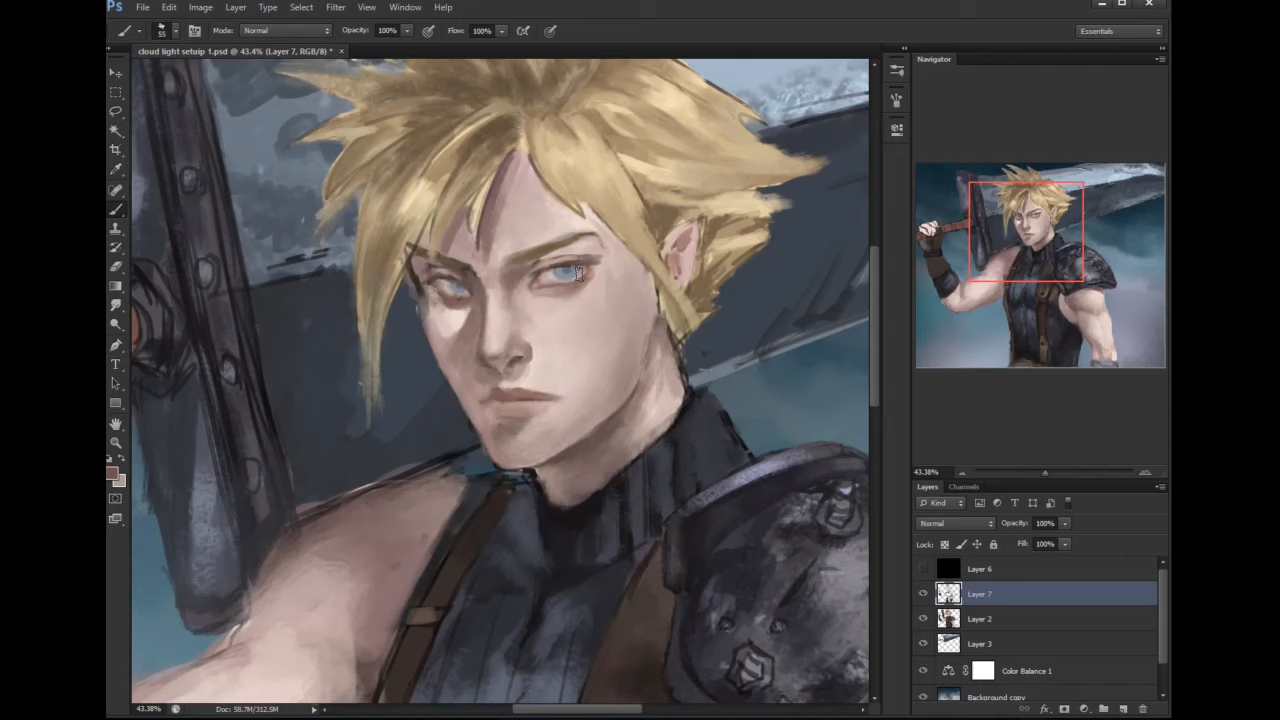 Ps File Edit Image Layer Type Select Filter View Window Help
55 Mode: Normal Opacity: 100% Flow: 100% Essentials
cloud light setuip 1.psd @ 43.4% (Layer 7, RGB/8) * ×
Navigator
43.38%
Layers Channels
Kind
Normal Opacity: 100%
Lock: Fill: 100%
Layer 6
Layer 7
Layer 2
Layer 3
Color Balance 1
Background copy
fx
43.38% Doc: 58.7M/312.5M